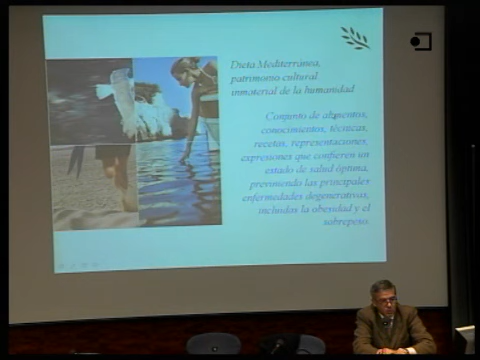 Dieta Mediterránea,
patrimonio cultural
inmaterial de la humanidad
Conjunto de alimentos,
conocimientos, técnicas,
recetas, representaciones,
expresiones que confieren un
estado de salud óptima,
previniendo las principales
enfermedades degenerativas,
incluidas la obesidad y el
sobrepeso.